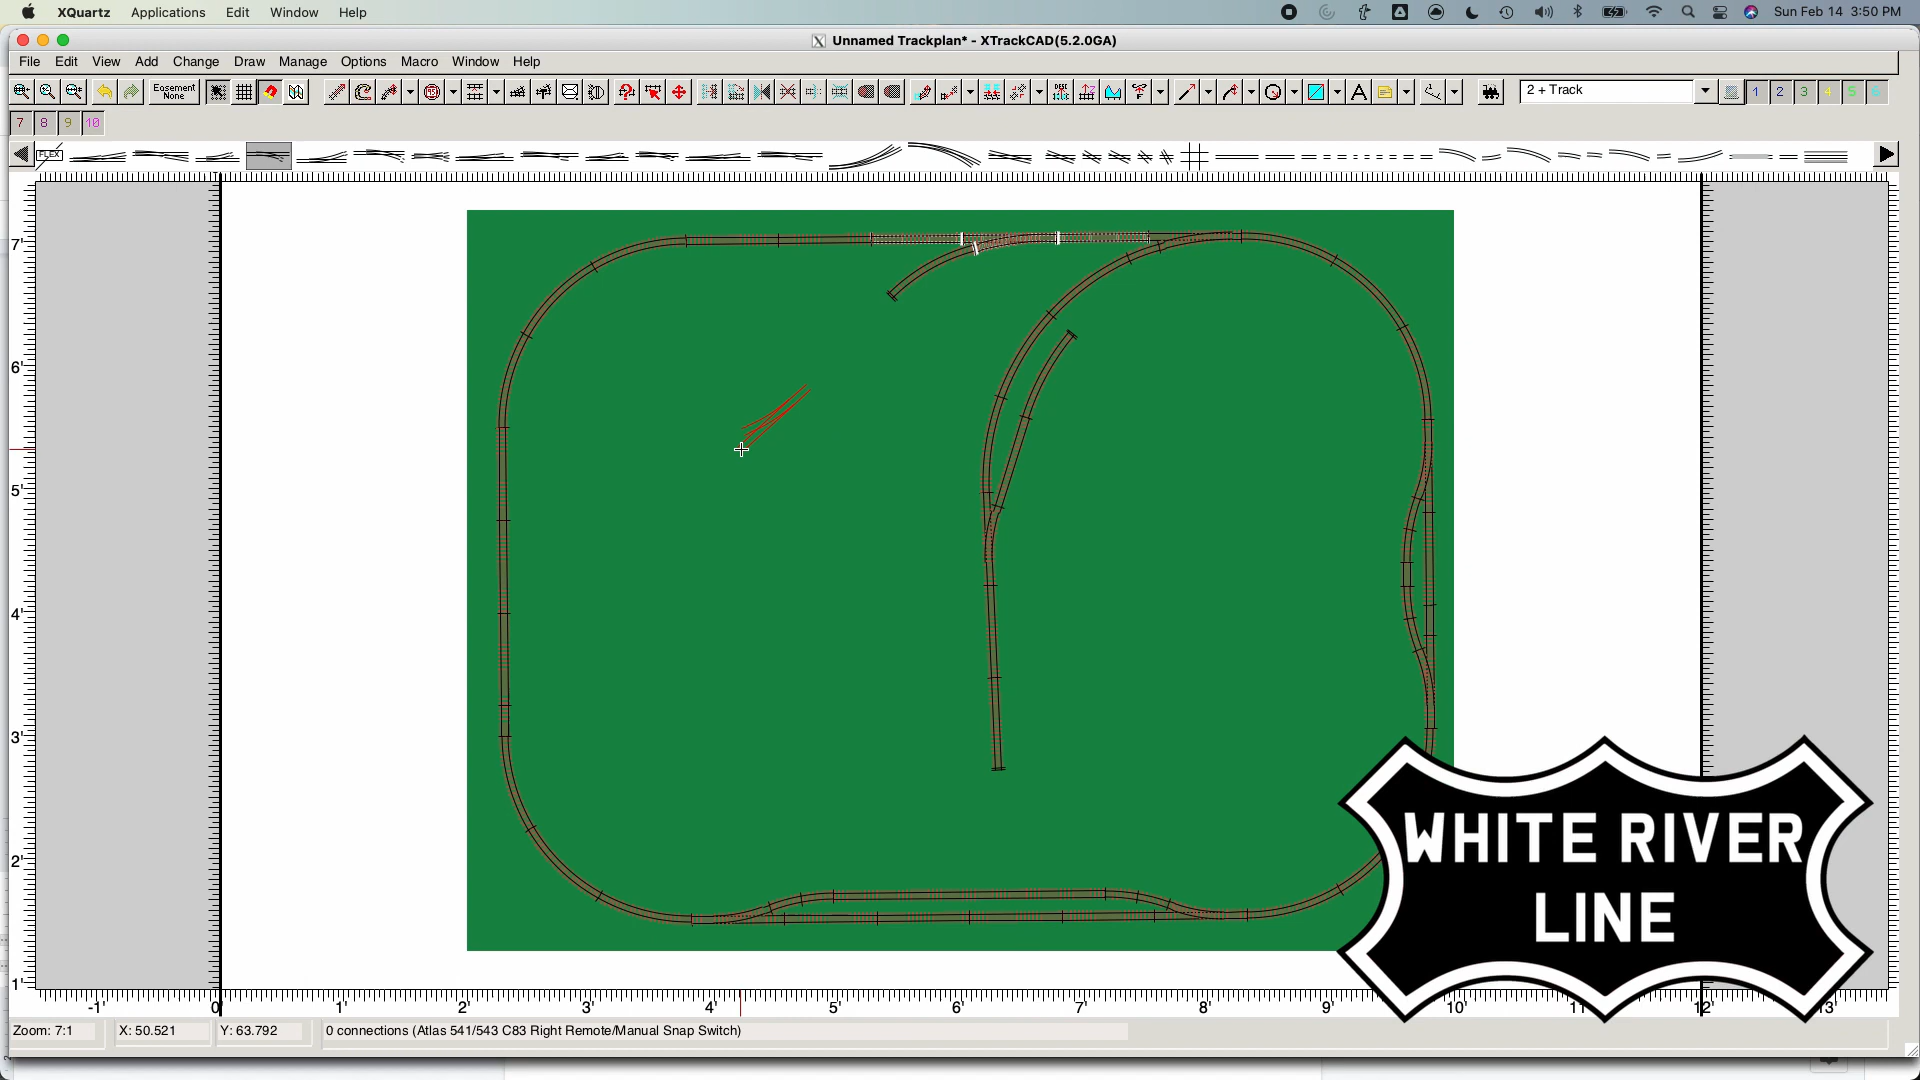 XQuartz Applications Edit Window Help Sun Feb 14 3:50 PM
Unnamed Trackplan* - XTrackCAD(5.2.0GA)
File Edit View Add Change Draw Manage Options Macro Window Help
Easement
None
2 + Track
1 2 3 4 5 6
7 8 9 10
FLEX
7'
6'
5'
4'
3'
2'
1'
-1' 0' 1' 2' 3' 4' 5' 6' 7' 8' 9' 10' 11' 12' 13'
WHITE RIVER
LINE
Zoom: 7:1 X: 50.521 Y: 63.792 0 connections (Atlas 541/543 C83 Right Remote/Manual Snap Switch)